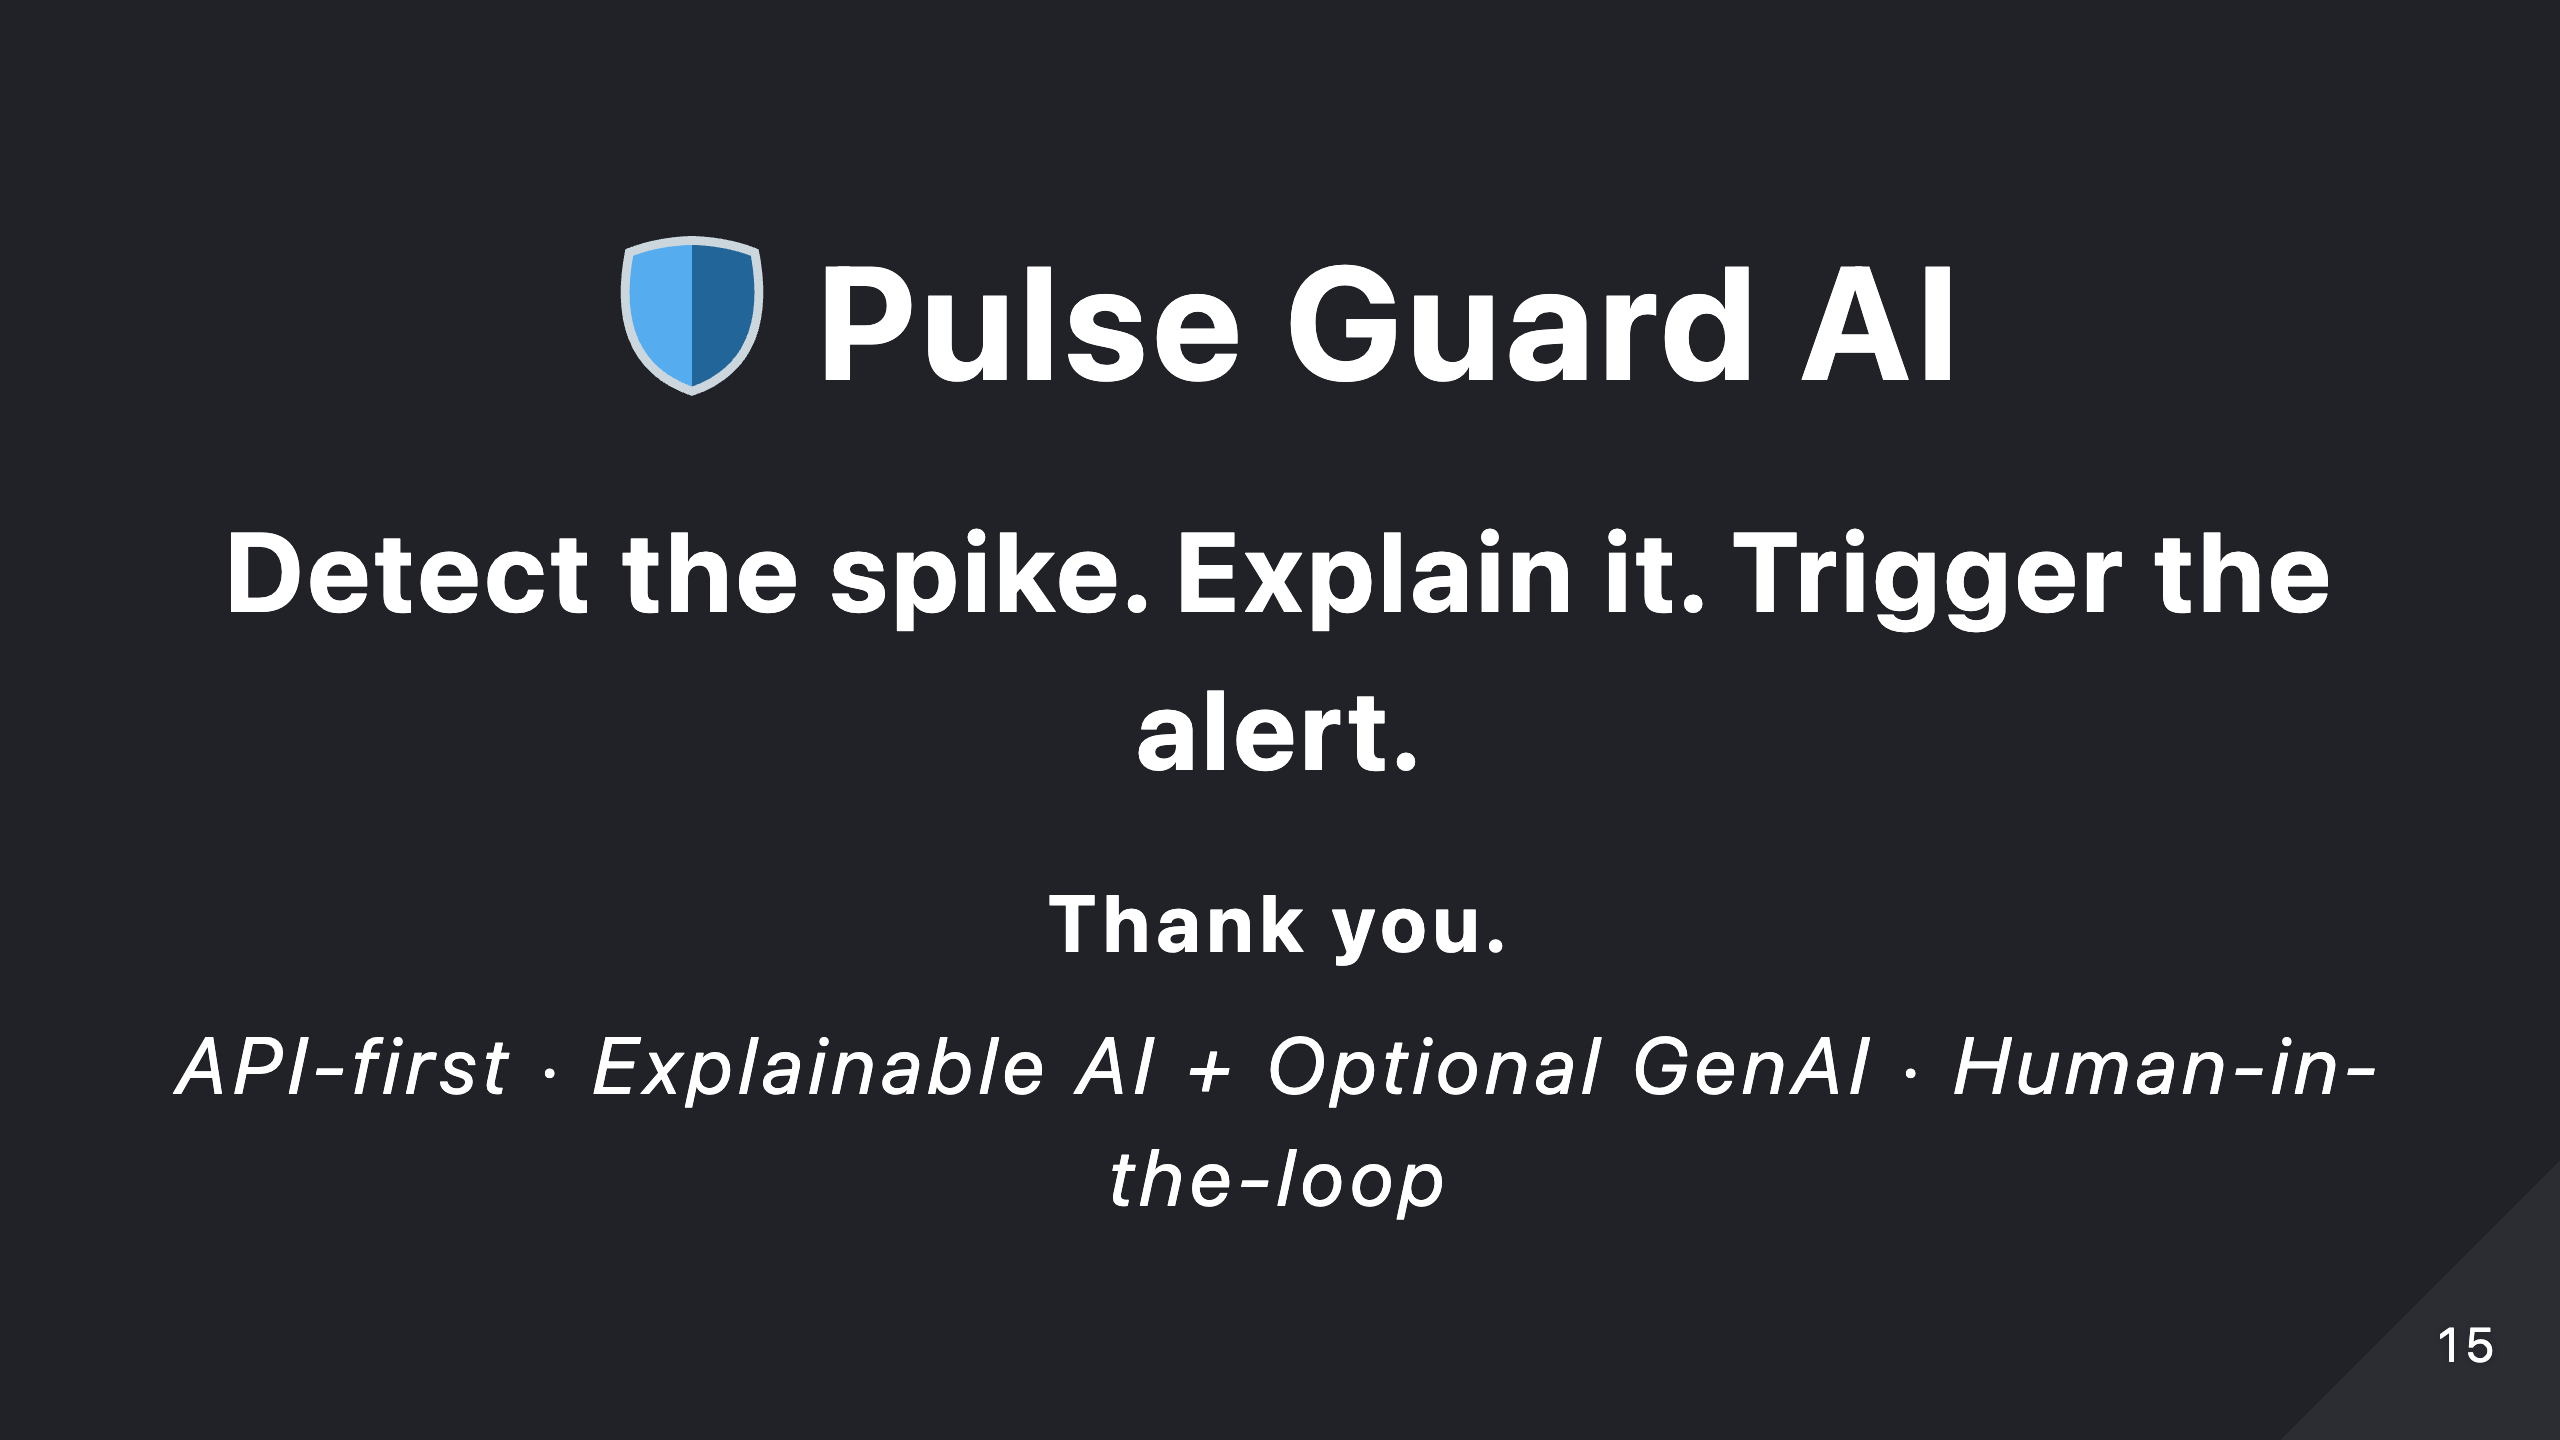 Pulse Guard AI
Detect the spike. Explain it. Trigger the
alert.
Thank you.
API-first · Explainable AI + Optional GenAI · Human-in-
the-loop
15